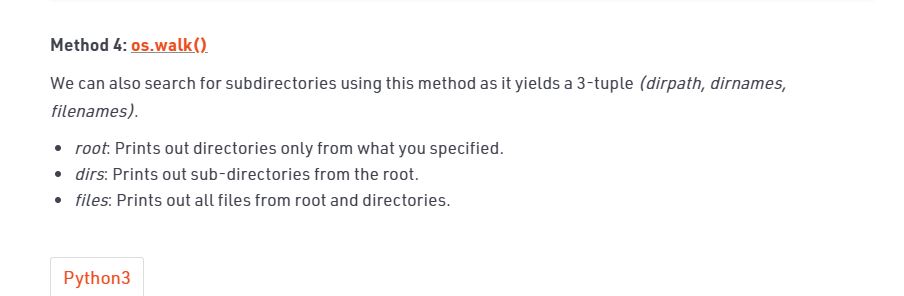 Method 4: os.walk()
We can also search for subdirectories using this method as it yields a 3-tuple (dirpath, dirnames,
filenames).
• root: Prints out directories only from what you specified.
• dirs: Prints out sub-directories from the root.
• files: Prints out all files from root and directories.
Python3